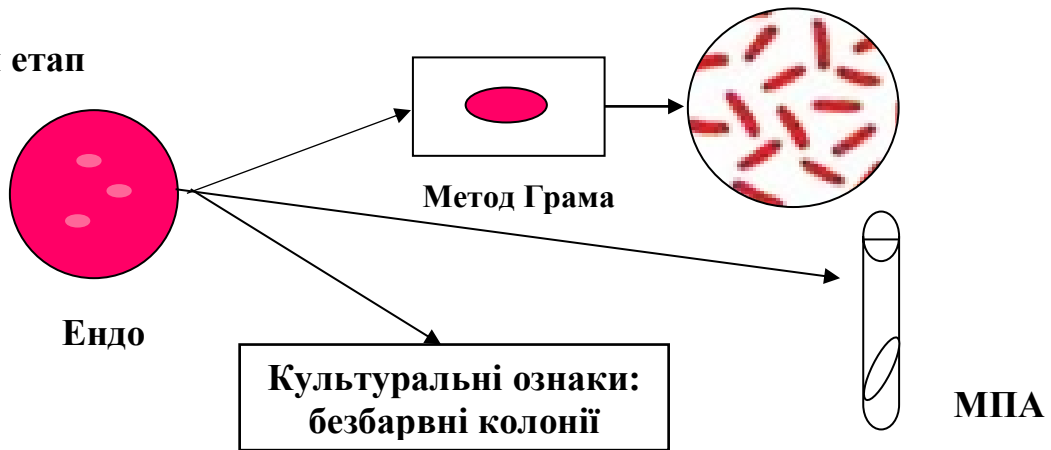 етап
Метод Грама
Ендо
Культуральні ознаки:
безбарвні колонії
МПА